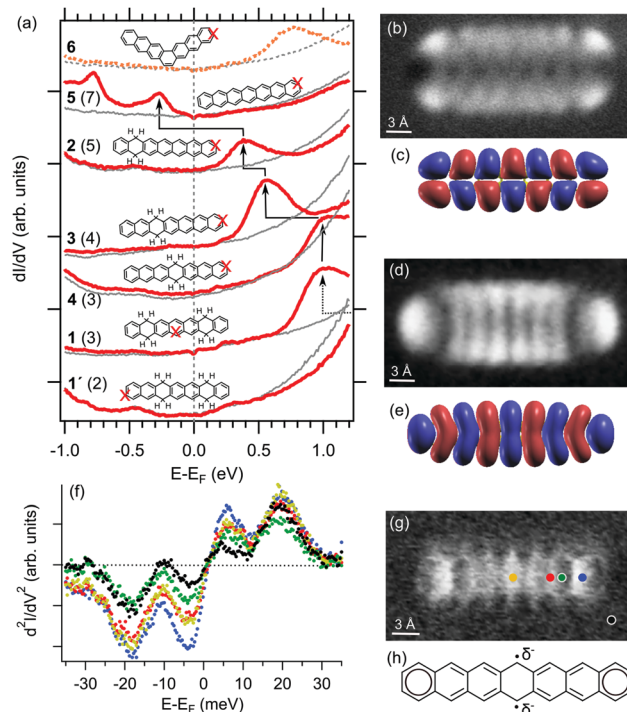 (a)
6
5 (7)
2 (5)
3 (4)
4 (3)
1 (3)
1′ (2)
X
X
H H
X
H H
H H
X
H H
H H
X
H H
H H
H H
X
H H
H H
X
H H
H H
dI/dV (arb. units)
-1.0 -0.5 0.0 0.5 1.0
E-EF (eV)
(b)
3 Å
(c)
(d)
3 Å
(e)
(f)
d²I/dV² (arb. units)
-30 -20 -10 0 10 20 30
E-EF (meV)
(g)
3 Å
(h)
• δ-
• δ-